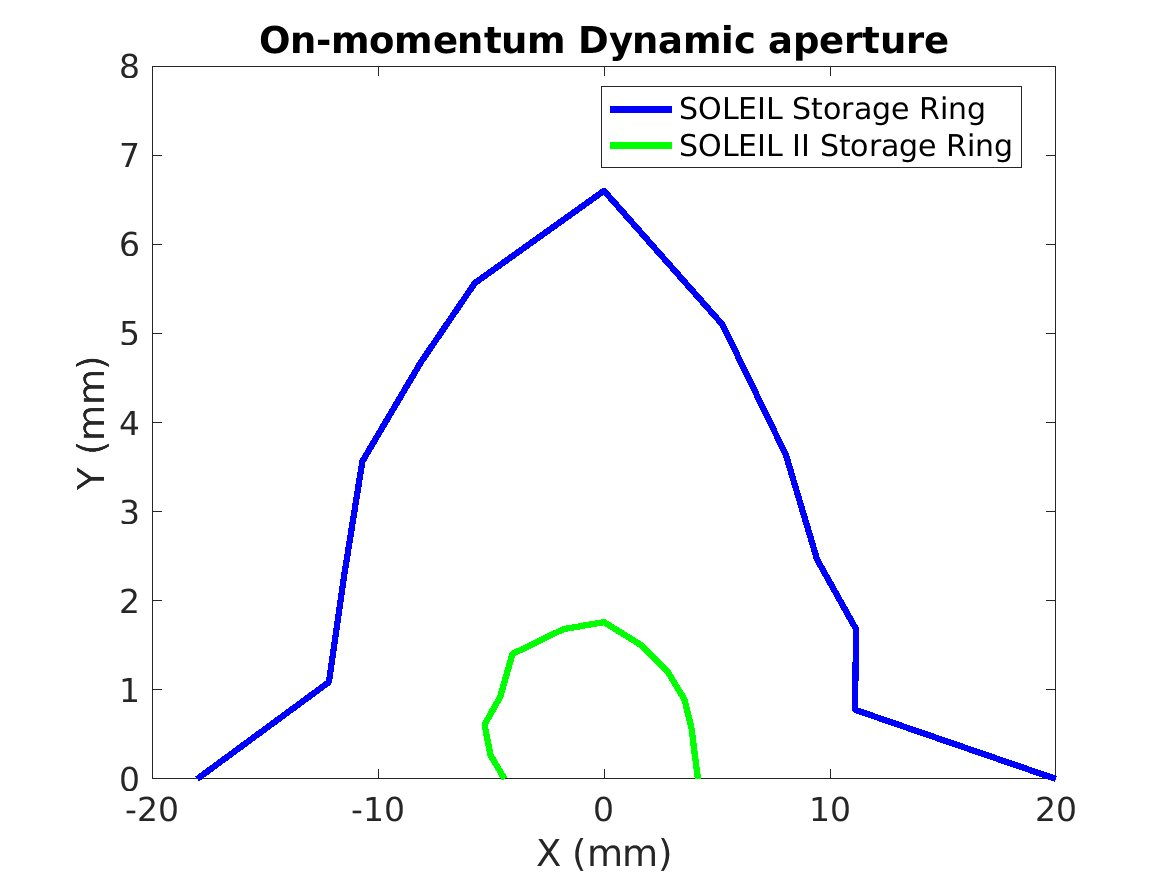 On-momentum Dynamic aperture
8
SOLEIL Storage Ring
SOLEIL II Storage Ring
7
6
5
4
3
2
1
0
Y (mm)
-20 -10 0 10 20
X (mm)